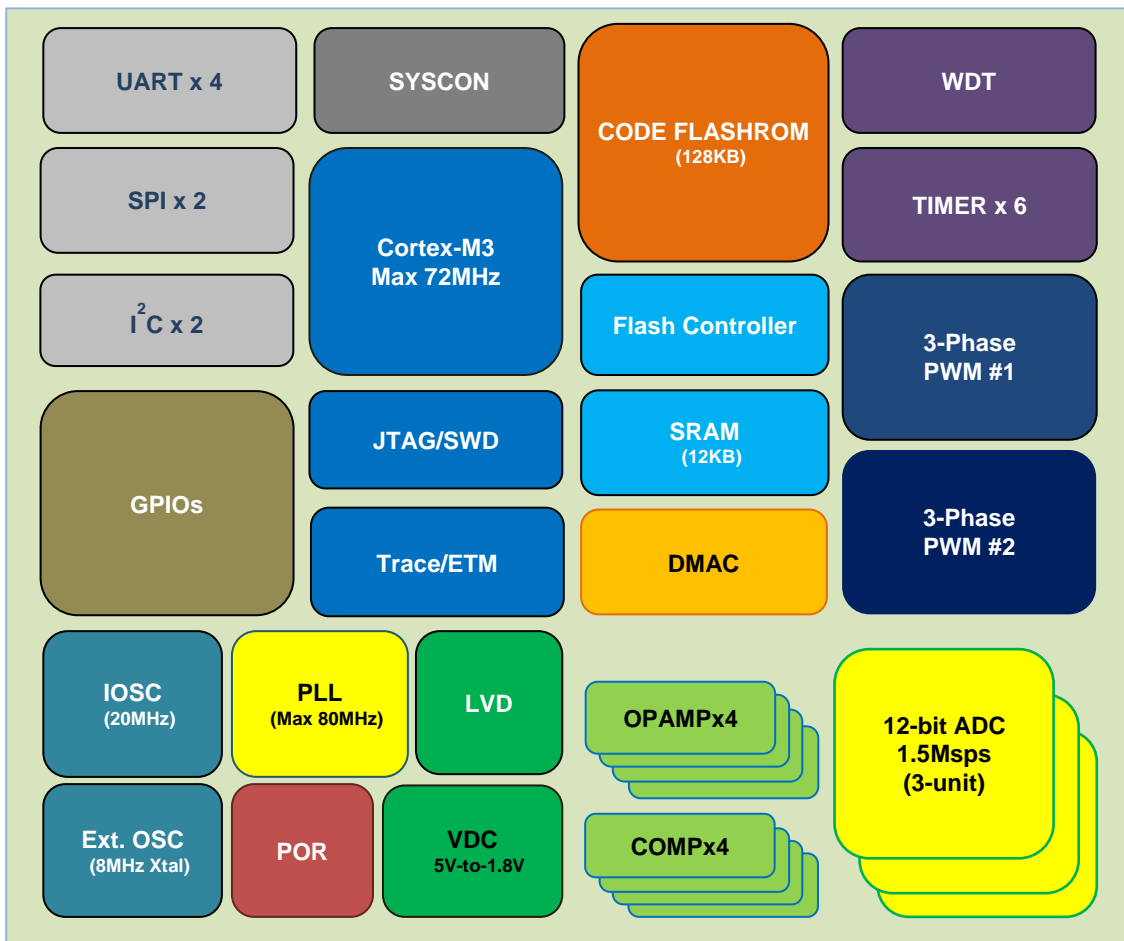 UART x 4
SYSCON
CODE FLASHROM
(128KB)
WDT
SPI x 2
Cortex-M3
Max 72MHz
TIMER x 6
I²C x 2
Flash Controller
3-Phase
PWM #1
GPIOs
JTAG/SWD
SRAM
(12KB)
Trace/ETM
DMAC
3-Phase
PWM #2
IOSC
(20MHz)
PLL
(Max 80MHz)
LVD
OPAMPx4
12-bit ADC
1.5Msps
(3-unit)
Ext. OSC
(8MHz Xtal)
POR
VDC
5V-to-1.8V
COMPx4